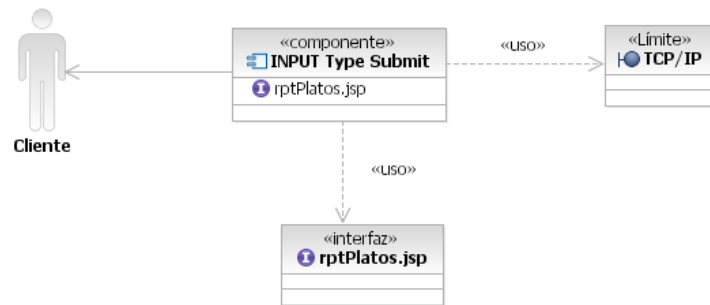 «componente»
INPUT Type Submit
rptPlatos.jsp
«uso»
«Límite»
TCP/IP
Cliente
«uso»
«interfaz»
rptPlatos.jsp